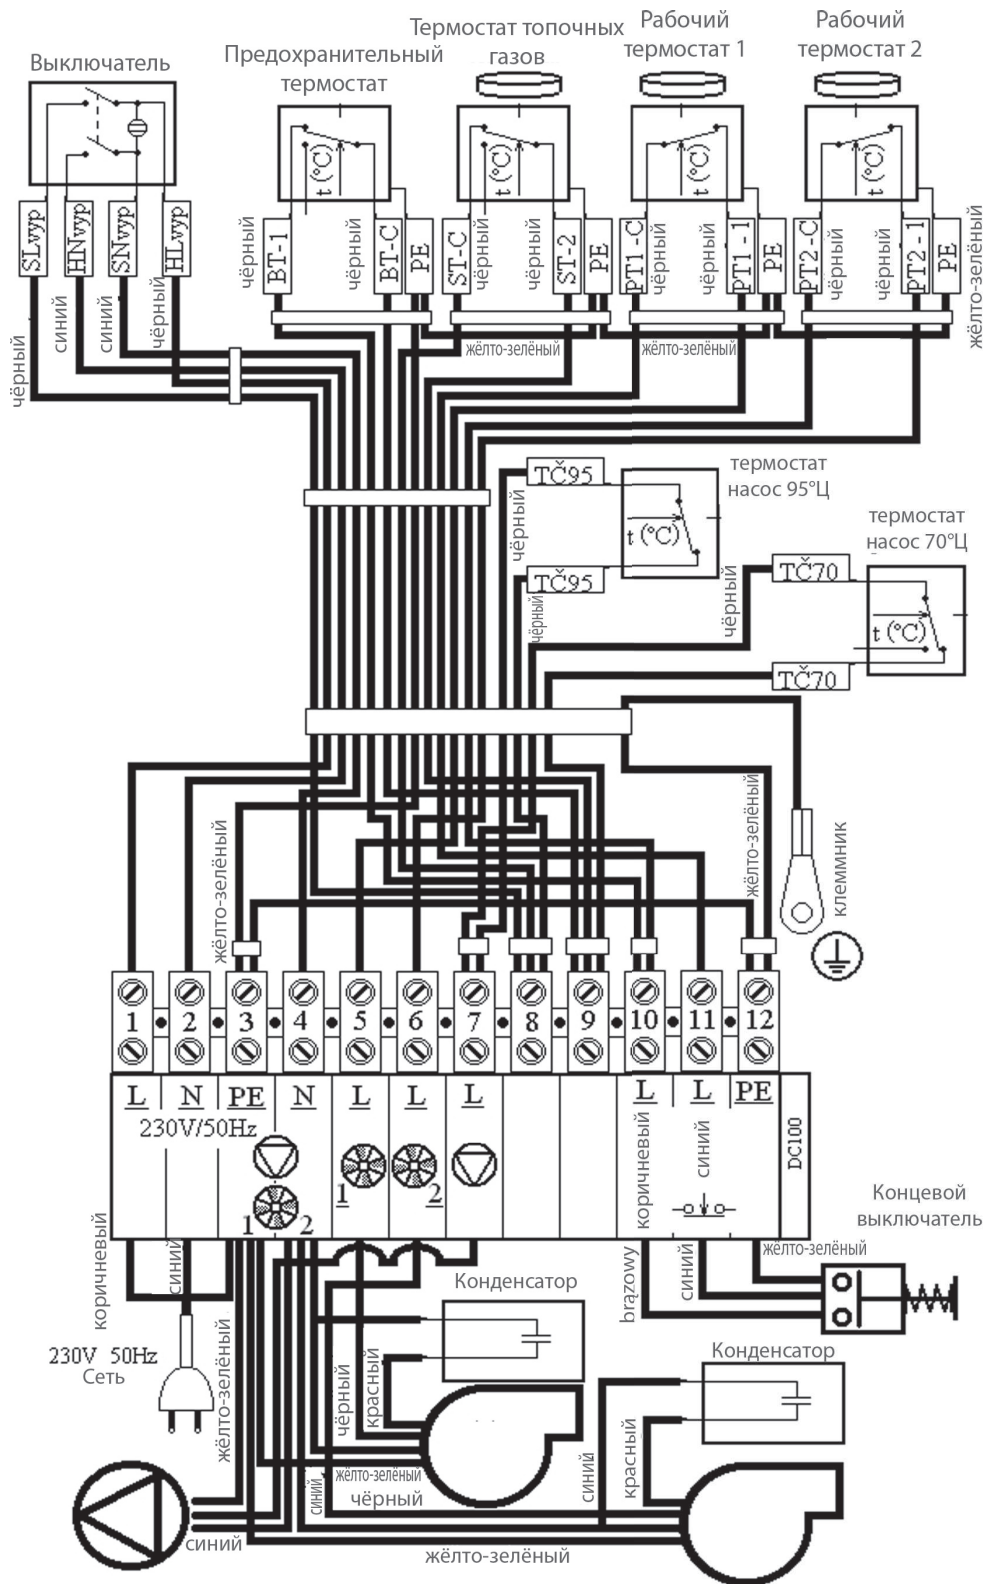 Выключатель
Предохранительный
термостат
Термостат топочных
газов
Рабочий
термостат 1
Рабочий
термостат 2
t (°C)
t (°C)
t (°C)
t (°C)
SLvyp
HNvyp
SNvyp
HLvyp
чёрный
BT-1
чёрный
BT-C
PE
ST-C
чёрный
чёрный
ST-2
PE
PT1-C
чёрный
чёрный
PT1-1
PE
PT2-C
чёрный
чёрный
PT2-1
PE
жёлто-зелёный
чёрный
синий
синий
чёрный
жёлто-зелёный
жёлто-зелёный
TČ95
чёрный
t (°C)
термостат
насос 95°Ц
TČ95
чёрный
термостат
насос 70°Ц
TČ70
чёрный
t (°C)
TČ70
жёлто-зелёный
жёлто-зелёный
клеммник
1
2
3
4
5
6
7
8
9
10
11
12
L
N
PE
N
L
L
L
L
L
PE
230V/50Hz
1
2
1
2
коричневый
синий
DC100
Концевой
выключатель
коричневый
синий
brązowy
синий
жёлто-зелёный
230V 50Hz
Сеть
жёлто-зелёный
Конденсатор
чёрный
красный
Конденсатор
синий
красный
жёлто-зелёный
чёрный
синий
синий
жёлто-зелёный